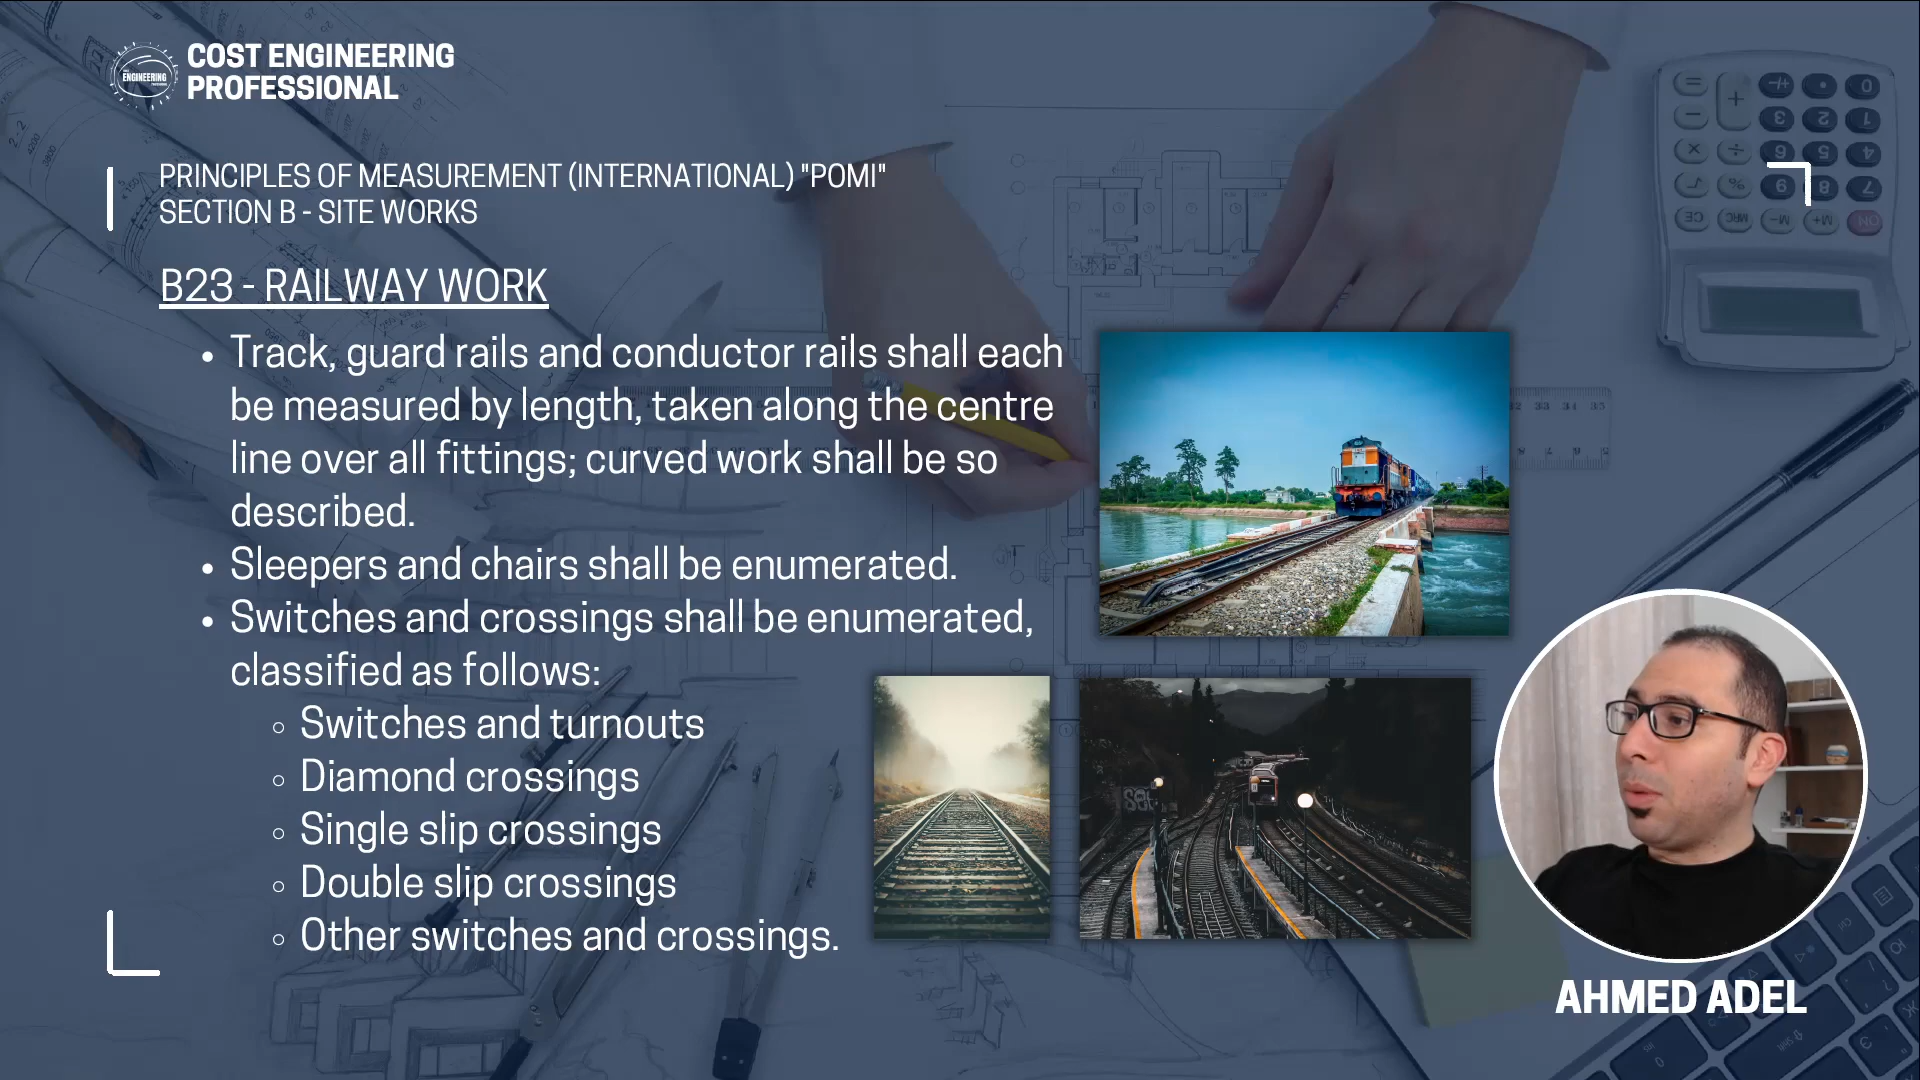 ENGINEERING
COST ENGINEERING
PROFESSIONAL
PRINCIPLES OF MEASUREMENT (INTERNATIONAL) "POMI"
SECTION B - SITE WORKS
B23 - RAILWAY WORK
• Track, guard rails and conductor rails shall each
be measured by length, taken along the centre
line over all fittings; curved work shall be so
described.
• Sleepers and chairs shall be enumerated.
• Switches and crossings shall be enumerated,
classified as follows:
◦ Switches and turnouts
◦ Diamond crossings
◦ Single slip crossings
◦ Double slip crossings
◦ Other switches and crossings.
AHMED ADEL